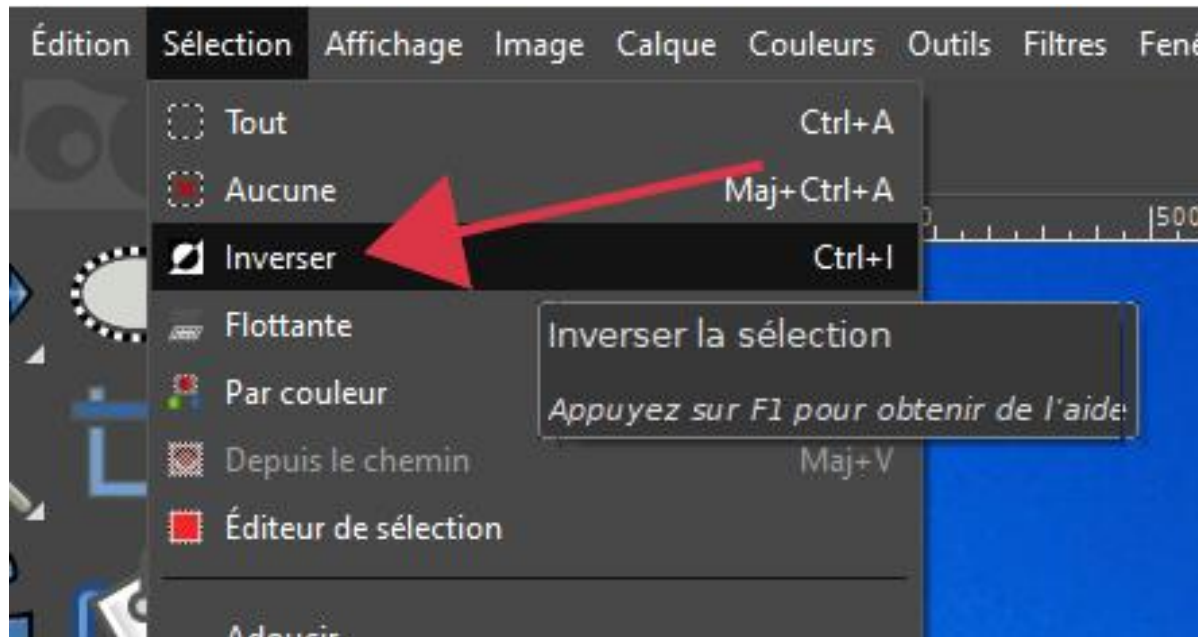 Édition Sélection Affichage Image Calque Couleurs Outils Filtres
Tout Ctrl+A
Aucune Maj+Ctrl+A
Inverser Ctrl+I
500
Flottante
Inverser la sélection
Par couleur
Appuyez sur F1 pour obtenir de l'aide
Depuis le chemin Maj+V
Éditeur de sélection